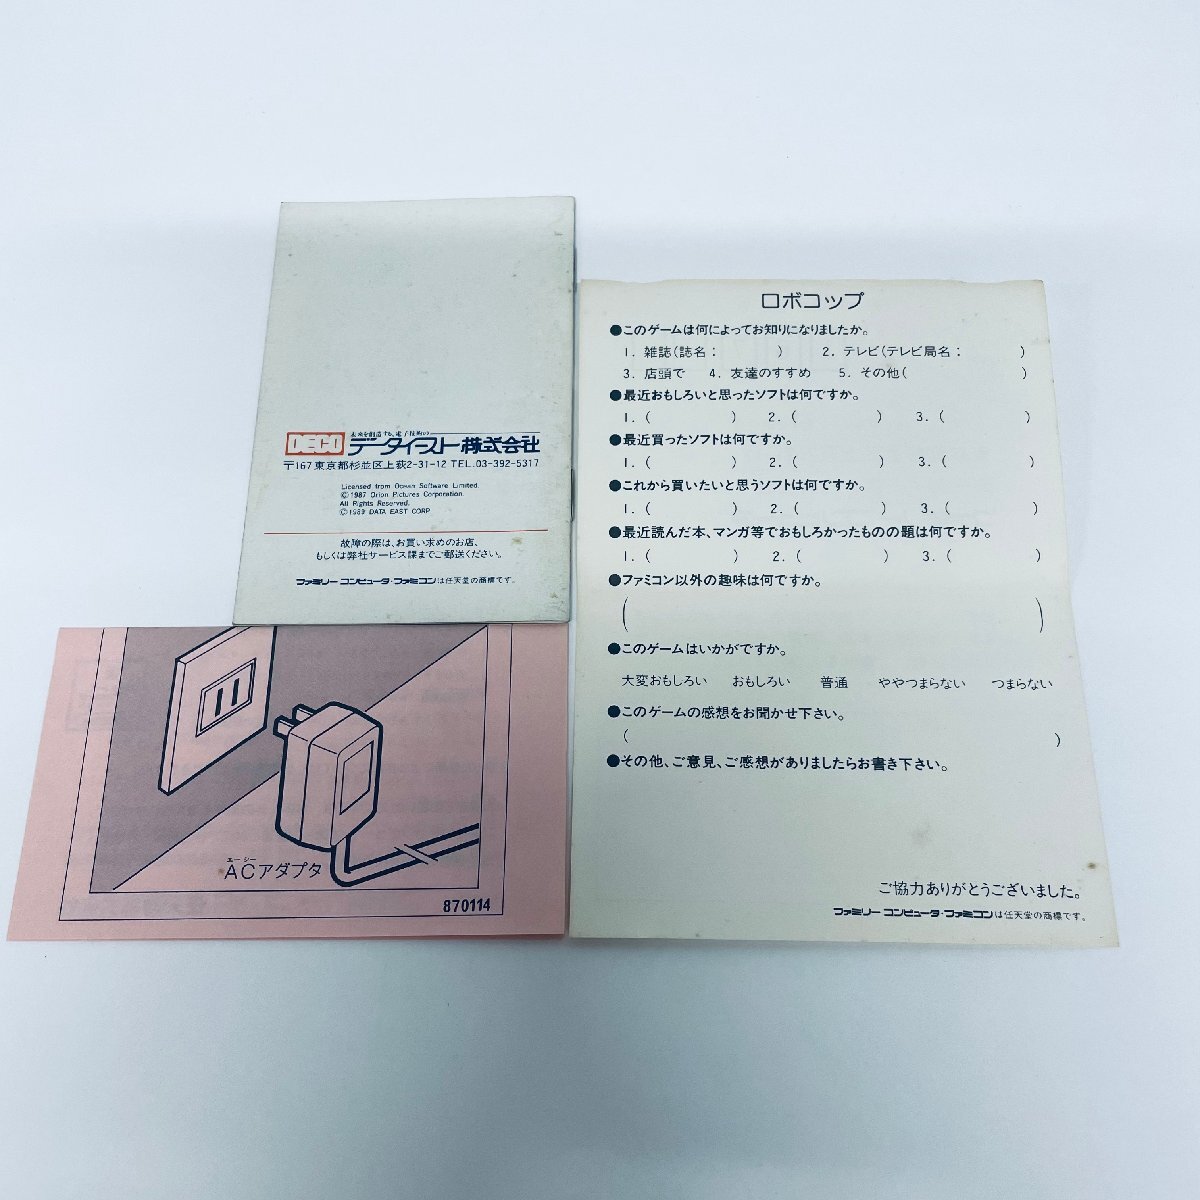 未来を創造する、電子技術の
DECO データイースト株式会社
〒167 東京都杉並区上荻2-31-12 TEL.03-392-5317
Licensed from Ocean Software Limited.
© 1987 Orion Pictures Corporation.
All Rights Reserved.
© 1989 DATA EAST CORP.
故障の際は、お買い求めのお店、
もしくは弊社サービス課までご郵送ください。
ファミリーコンピュータ・ファミコンは任天堂の商標です。
エーシー
ACアダプタ
870114
ロボコップ
●このゲームは何によってお知りになりましたか。
1. 雑誌(誌名： ) 2. テレビ(テレビ局名： )
3. 店頭で 4. 友達のすすめ 5. その他( )
●最近おもしろいと思ったソフトは何ですか。
1. ( ) 2. ( ) 3. ( )
●最近買ったソフトは何ですか。
1. ( ) 2. ( ) 3. ( )
●これから買いたいと思うソフトは何ですか。
1. ( ) 2. ( ) 3. ( )
●最近読んだ本、マンガ等でおもしろかったものの題は何ですか。
1. ( ) 2. ( ) 3. ( )
●ファミコン以外の趣味は何ですか。
( )
●このゲームはいかがですか。
大変おもしろい おもしろい 普通 ややつまらない つまらない
●このゲームの感想をお聞かせ下さい。
( )
●その他、ご意見、ご感想がありましたらお書き下さい。
ご協力ありがとうございました。
ファミリーコンピュータ・ファミコンは任天堂の商標です。